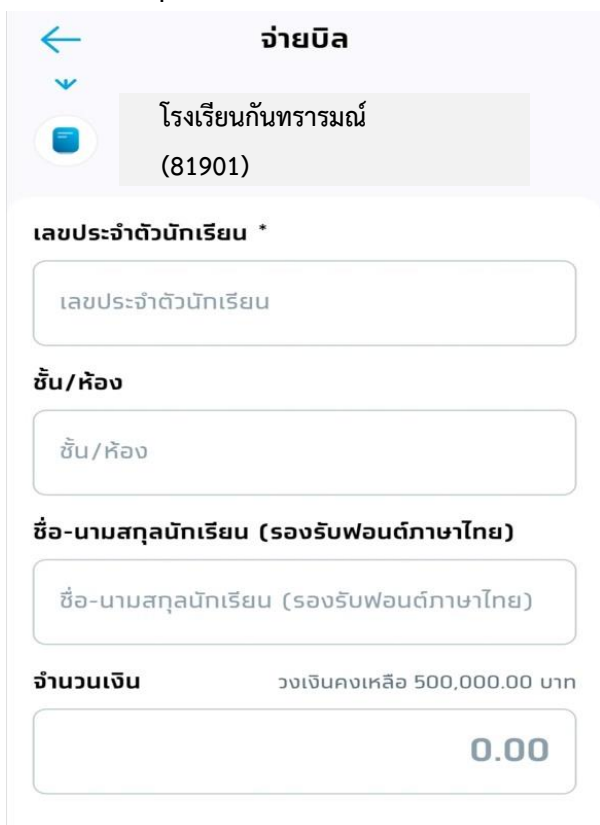 จ่ายบิล
โรงเรียนกันทรารมณ์
(81901)
เลขประจำตัวนักเรียน *
เลขประจำตัวนักเรียน
ชั้น/ห้อง
ชั้น/ห้อง
ชื่อ-นามสกุลนักเรียน (รองรับฟอนต์ภาษาไทย)
ชื่อ-นามสกุลนักเรียน (รองรับฟอนต์ภาษาไทย)
จำนวนเงิน วงเงินคงเหลือ 500,000.00 บาท
0.00